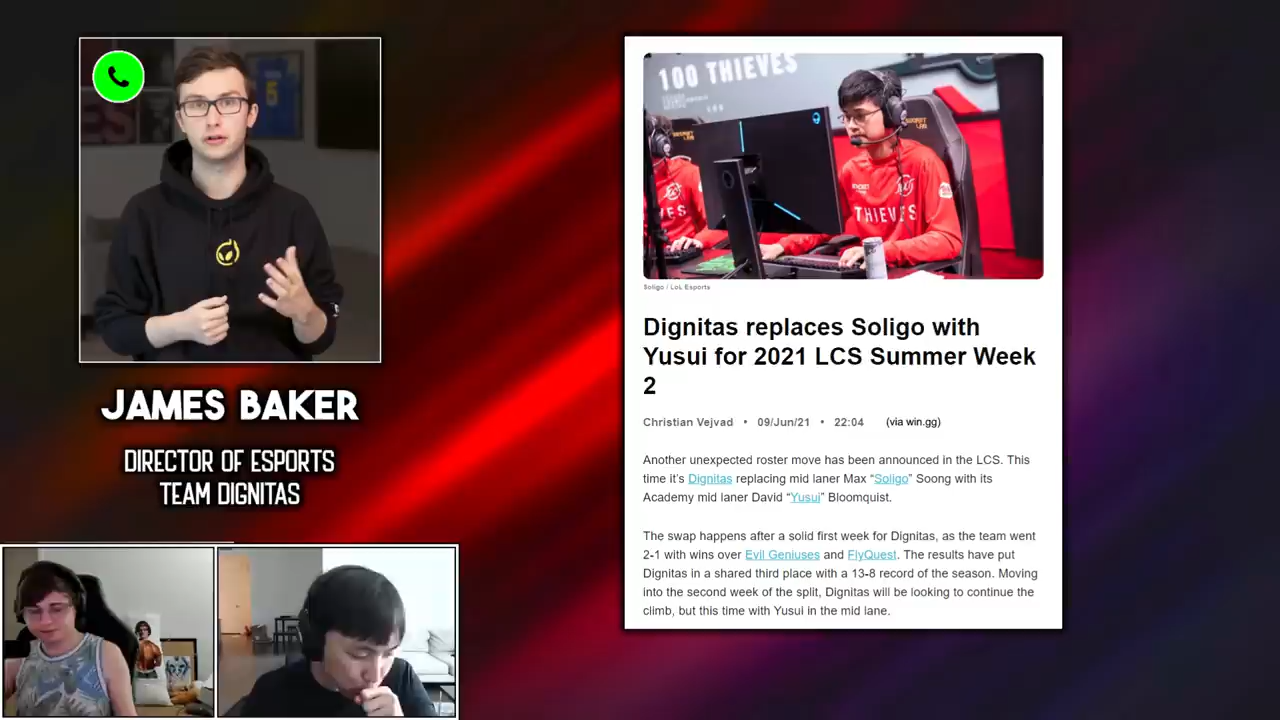 JAMES BAKER
DIRECTOR OF ESPORTS
TEAM DIGNITAS
100 THIEVES
THIEVES
Soligo / LoL Esports
Dignitas replaces Soligo with
Yusui for 2021 LCS Summer Week
2
Christian Vejvad • 09/Jun/21 • 22:04 (via win.gg)
Another unexpected roster move has been announced in the LCS. This
time it's Dignitas replacing mid laner Max “Soligo” Soong with its
Academy mid laner David “Yusui” Bloomquist.
The swap happens after a solid first week for Dignitas, as the team went
2-1 with wins over Evil Geniuses and FlyQuest. The results have put
Dignitas in a shared third place with a 13-8 record of the season. Moving
into the second week of the split, Dignitas will be looking to continue the
climb, but this time with Yusui in the mid lane.